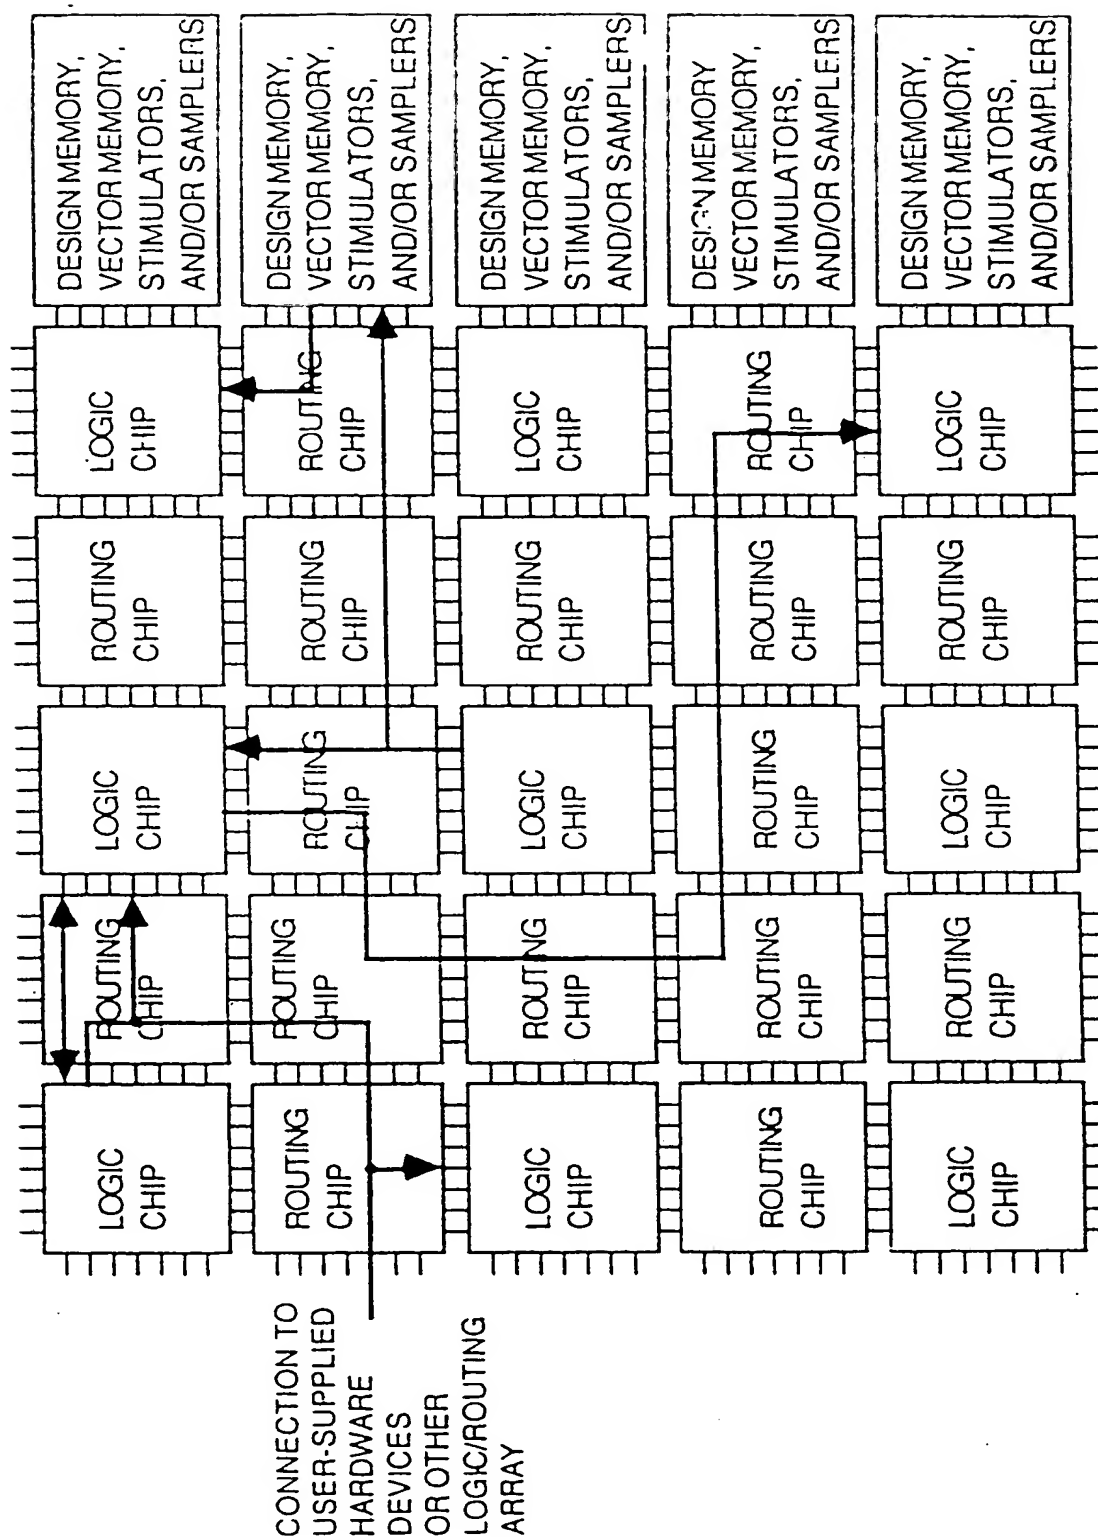 LOGIC
CHIP
ROUTING
CHIP
LOGIC
CHIP
ROUTING
CHIP
LOGIC
CHIP
DESIGN MEMORY,
VECTOR MEMORY,
STIMULATORS,
AND/OR SAMPLERS
CONNECTION TO
USER-SUPPLIED
HARDWARE
DEVICES
OR OTHER
LOGIC/ROUTING
ARRAY
ROUTING
CHIP
ROUTING
CHIP
ROUTING
CHIP
ROUTING
CHIP
ROUTING
CHIP
DESIGN MEMORY,
VECTOR MEMORY,
STIMULATORS,
AND/OR SAMPLERS
LOGIC
CHIP
ROUTING
CHIP
LOGIC
CHIP
ROUTING
CHIP
LOGIC
CHIP
DESIGN MEMORY,
VECTOR MEMORY,
STIMULATORS,
AND/OR SAMPLERS
ROUTING
CHIP
ROUTING
CHIP
ROUTING
CHIP
ROUTING
CHIP
ROUTING
CHIP
DESIGN MEMORY
VECTOR MEMORY,
STIMULATORS,
AND/OR SAMPLERS
LOGIC
CHIP
ROUTING
CHIP
LOGIC
CHIP
ROUTING
CHIP
LOGIC
CHIP
DESIGN MEMORY,
VECTOR MEMORY,
STIMULATORS,
AND/OR SAMPLERS